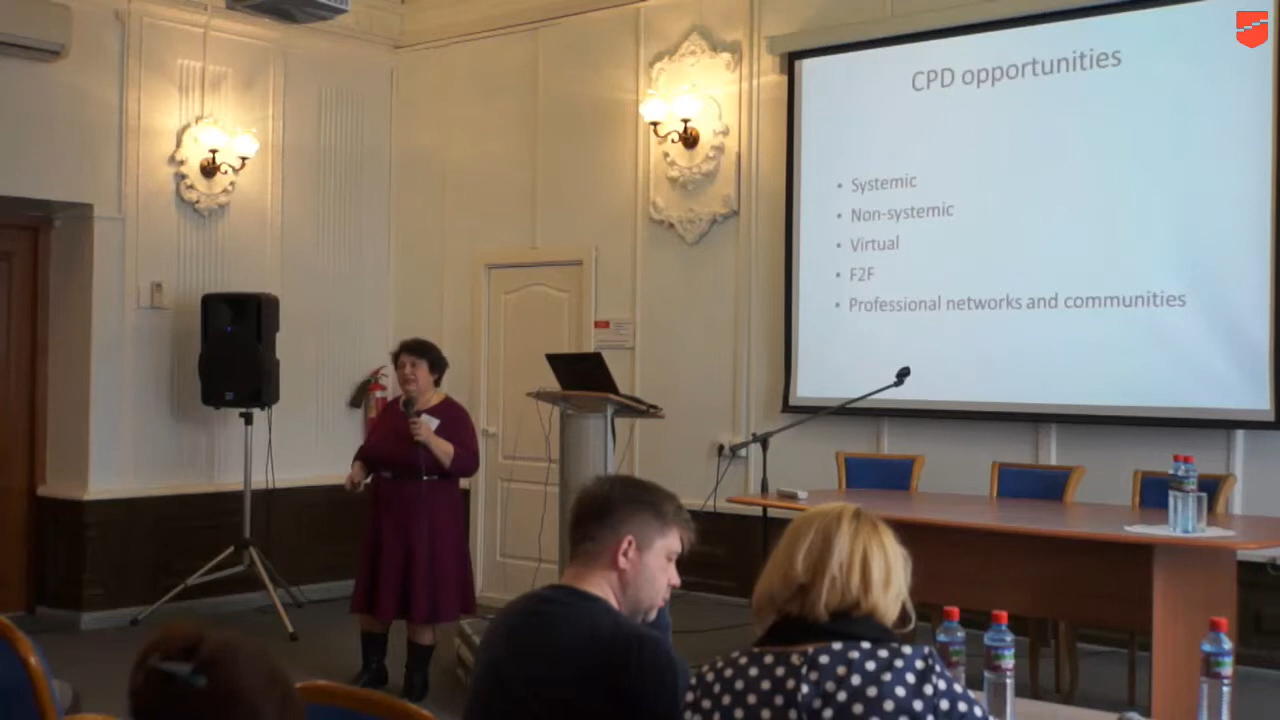 CPD opportunities
• Systemic
• Non-systemic
• Virtual
• F2F
• Professional networks and communities